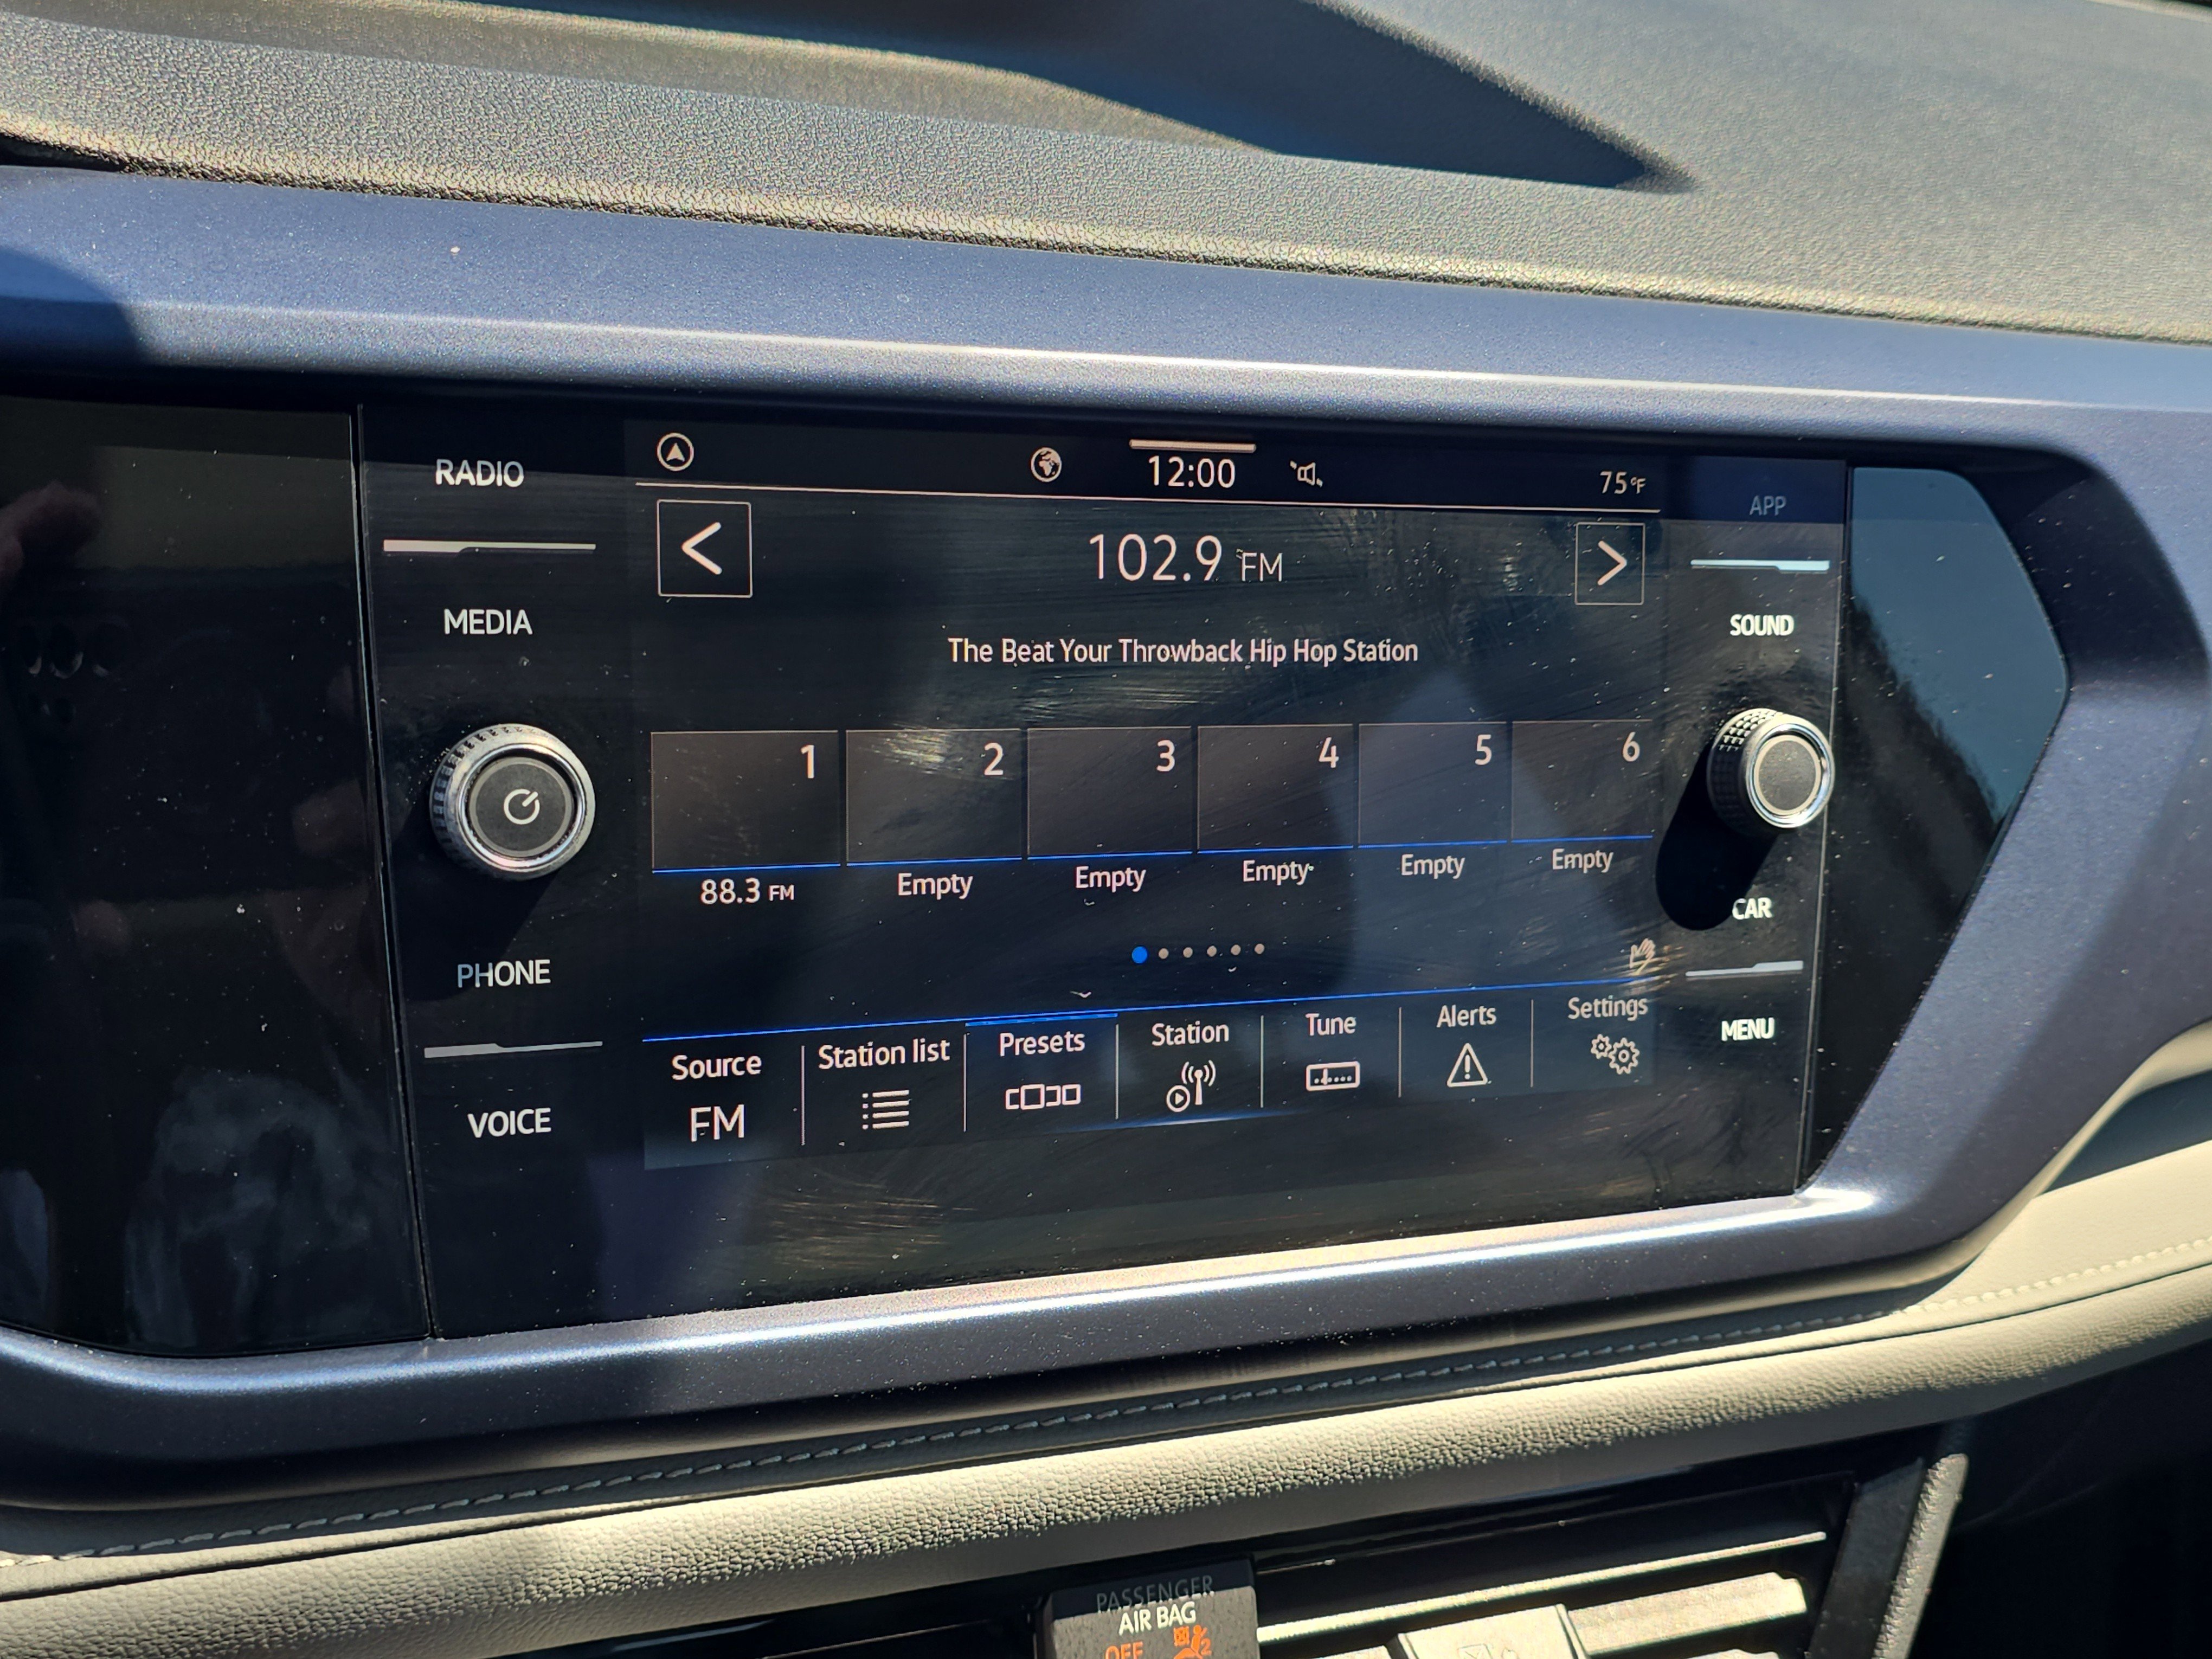 RADIO
MEDIA
PHONE
VOICE
12:00
75°F
102.9 FM
The Beat Your Throwback Hip Hop Station
1 2 3 4 5 6
88.3 FM Empty Empty Empty Empty Empty
Source Station list Presets Station Tune Alerts Settings
FM
APP
SOUND
CAR
MENU
PASSENGER
AIR BAG
OFF 2